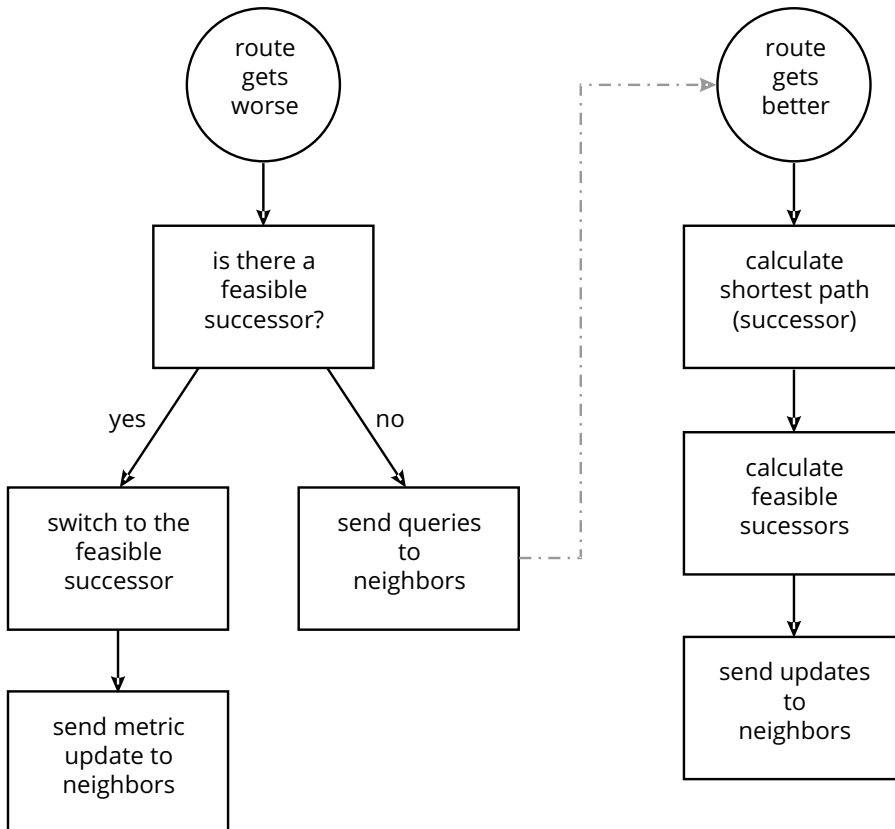 route
gets
worse
is there a
feasible
successor?
yes
no
switch to the
feasible
successor
send queries
to
neighbors
send metric
update to
neighbors
route
gets
better
calculate
shortest path
(successor)
calculate
feasible
sucessors
send updates
to
neighbors